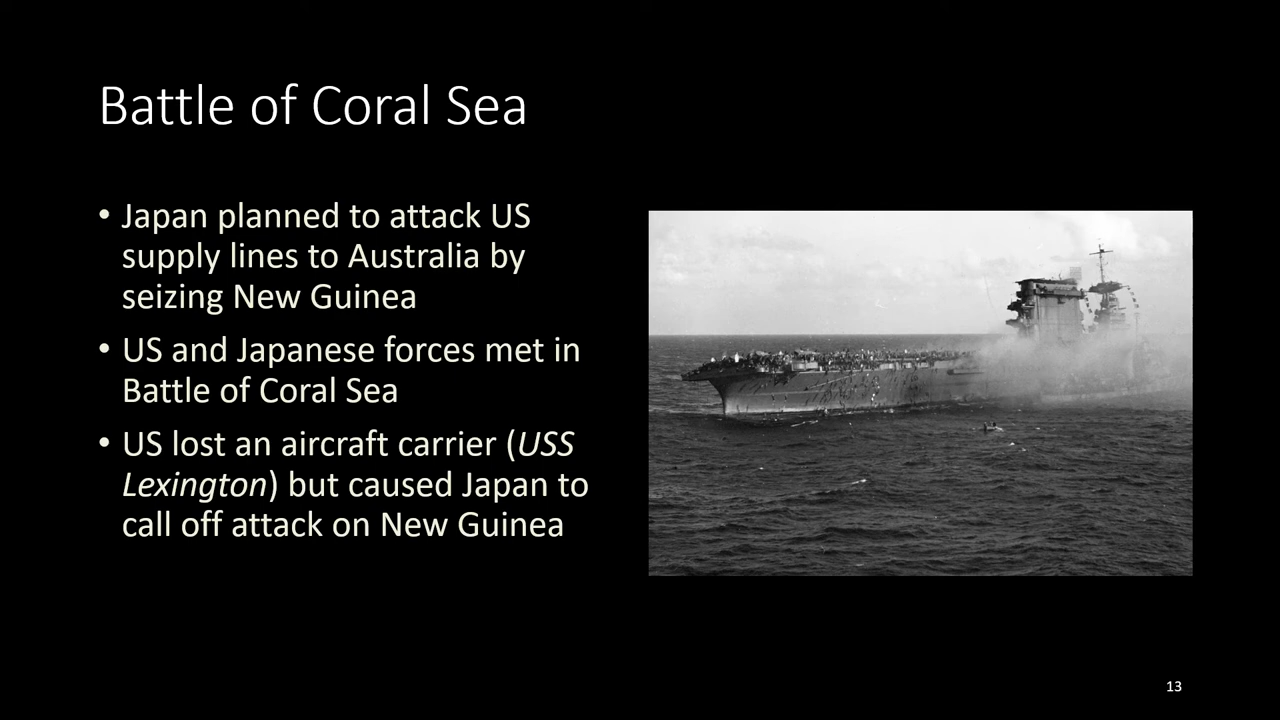 Battle of Coral Sea
• Japan planned to attack US
supply lines to Australia by
seizing New Guinea
• US and Japanese forces met in
Battle of Coral Sea
• US lost an aircraft carrier (USS
Lexington) but caused Japan to
call off attack on New Guinea
13